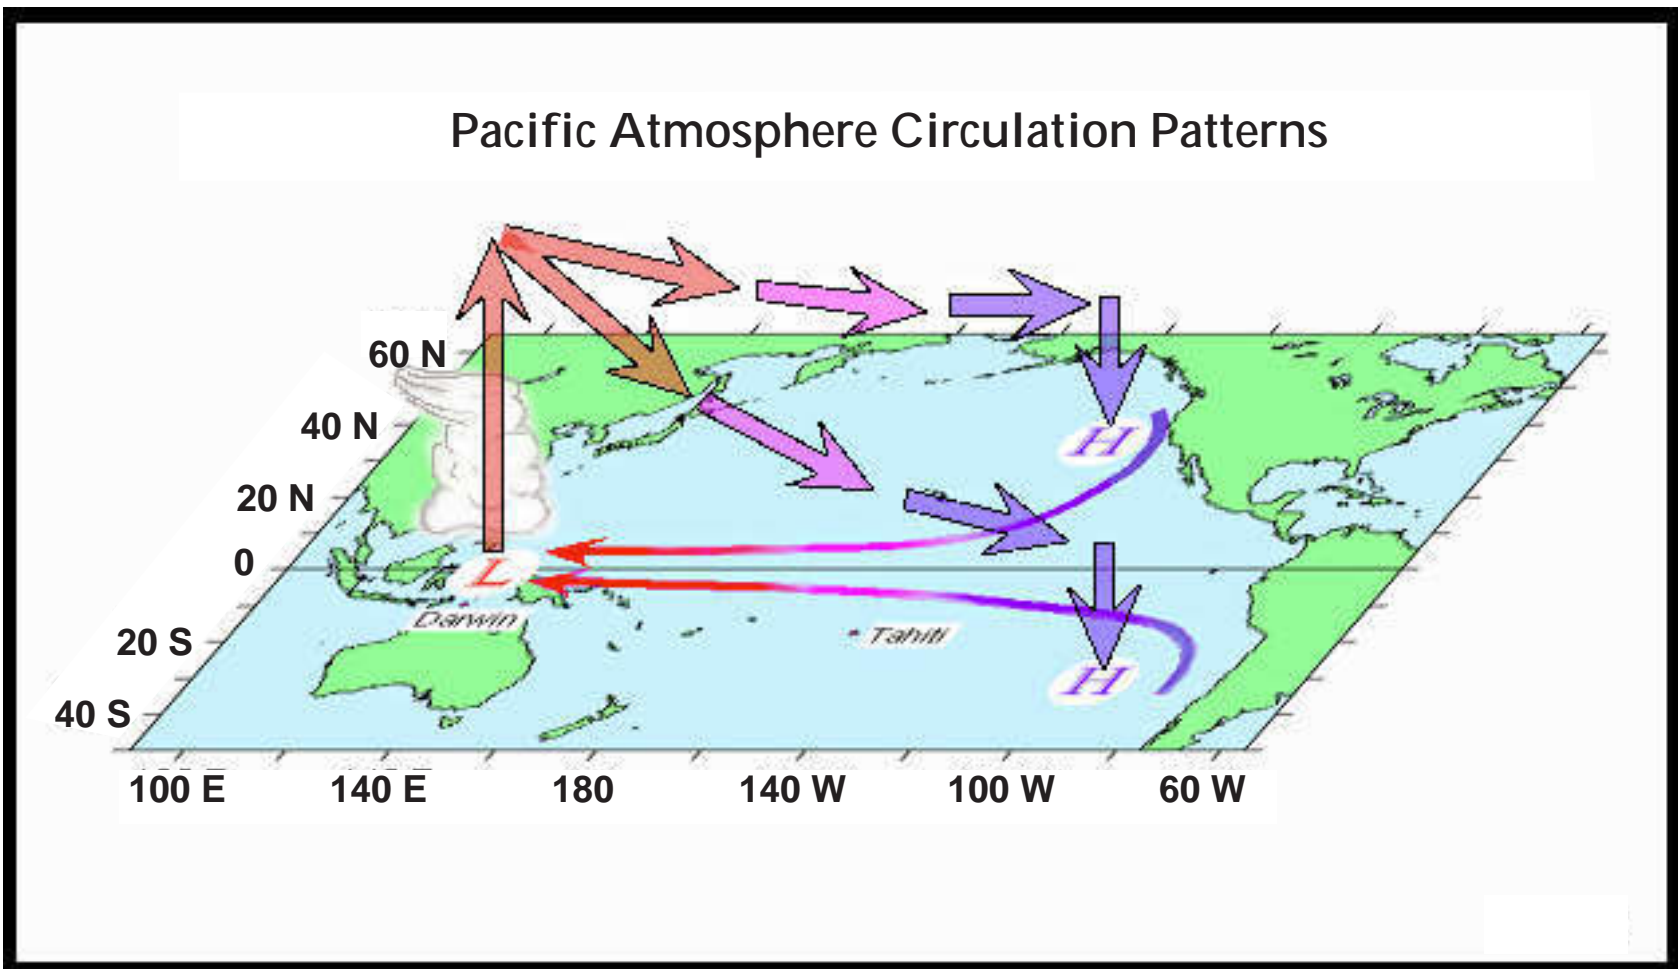 Pacific Atmosphere Circulation Patterns
60 N
40 N
H
20 N
0
L
Darwin
Tahiti
20 S
H
40 S
100 E 140 E 180 140 W 100 W 60 W